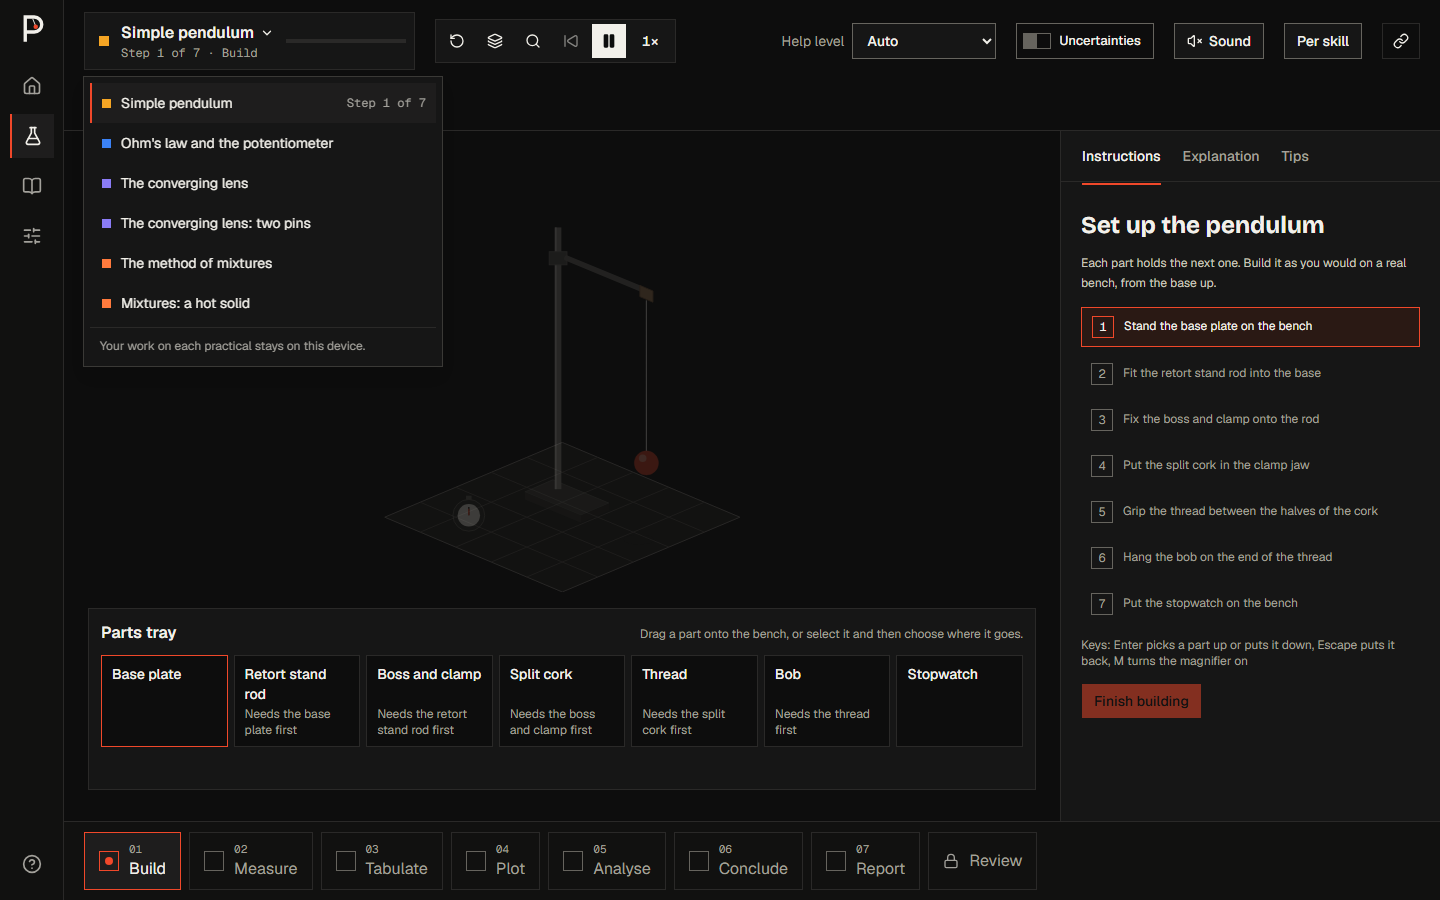 P
Simple pendulum
Step 1 of 7 · Build
1×
Help level
Auto
Uncertainties
Sound
Per skill
Simple pendulum
Step 1 of 7
Ohm's law and the potentiometer
The converging lens
The converging lens: two pins
The method of mixtures
Mixtures: a hot solid
Your work on each practical stays on this device.
Instructions
Explanation
Tips
Set up the pendulum
Each part holds the next one. Build it as you would on a real
bench, from the base up.
1 Stand the base plate on the bench
2 Fit the retort stand rod into the base
3 Fix the boss and clamp onto the rod
4 Put the split cork in the clamp jaw
5 Grip the thread between the halves of the cork
6 Hang the bob on the end of the thread
7 Put the stopwatch on the bench
Keys: Enter picks a part up or puts it down, Escape puts it
back, M turns the magnifier on
Finish building
Parts tray
Drag a part onto the bench, or select it and then choose where it goes.
Base plate
Retort stand
rod
Needs the base
plate first
Boss and clamp
Needs the retort
stand rod first
Split cork
Needs the boss
and clamp first
Thread
Needs the split
cork first
Bob
Needs the thread
first
Stopwatch
01
Build
02
Measure
03
Tabulate
04
Plot
05
Analyse
06
Conclude
07
Report
Review